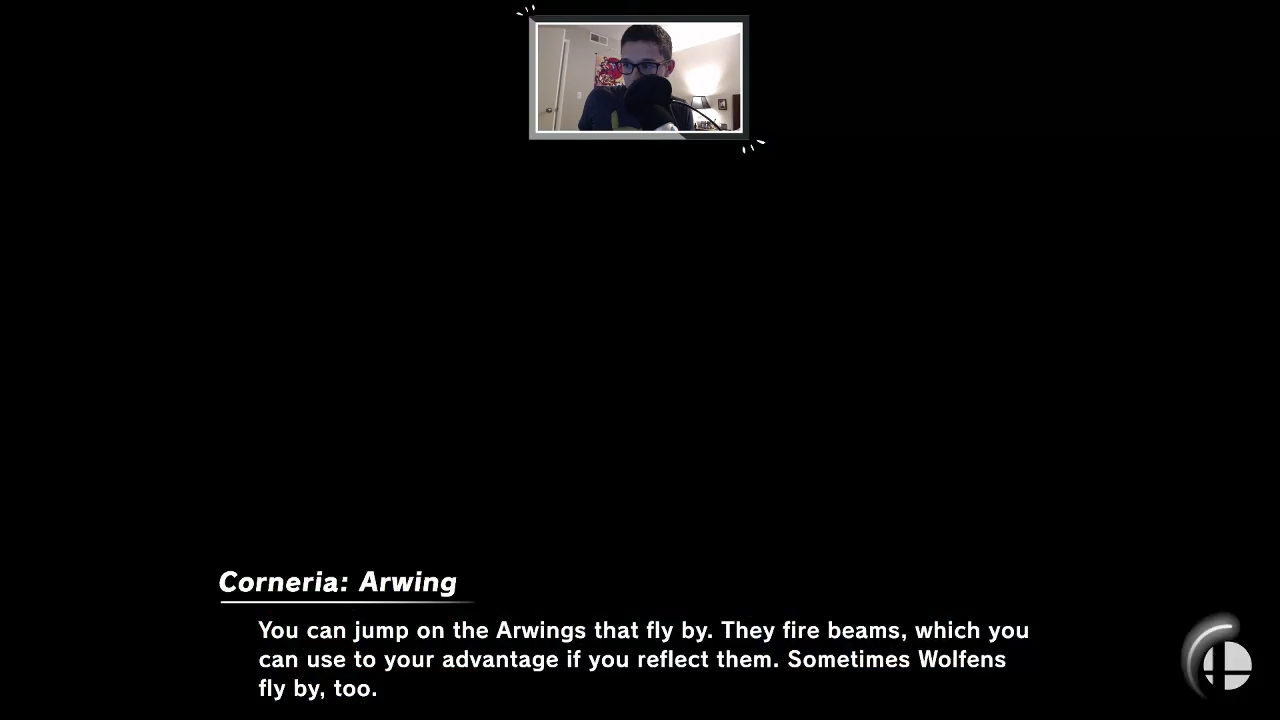 Corneria: Arwing
You can jump on the Arwings that fly by. They fire beams, which you
can use to your advantage if you reflect them. Sometimes Wolfens
fly by, too.